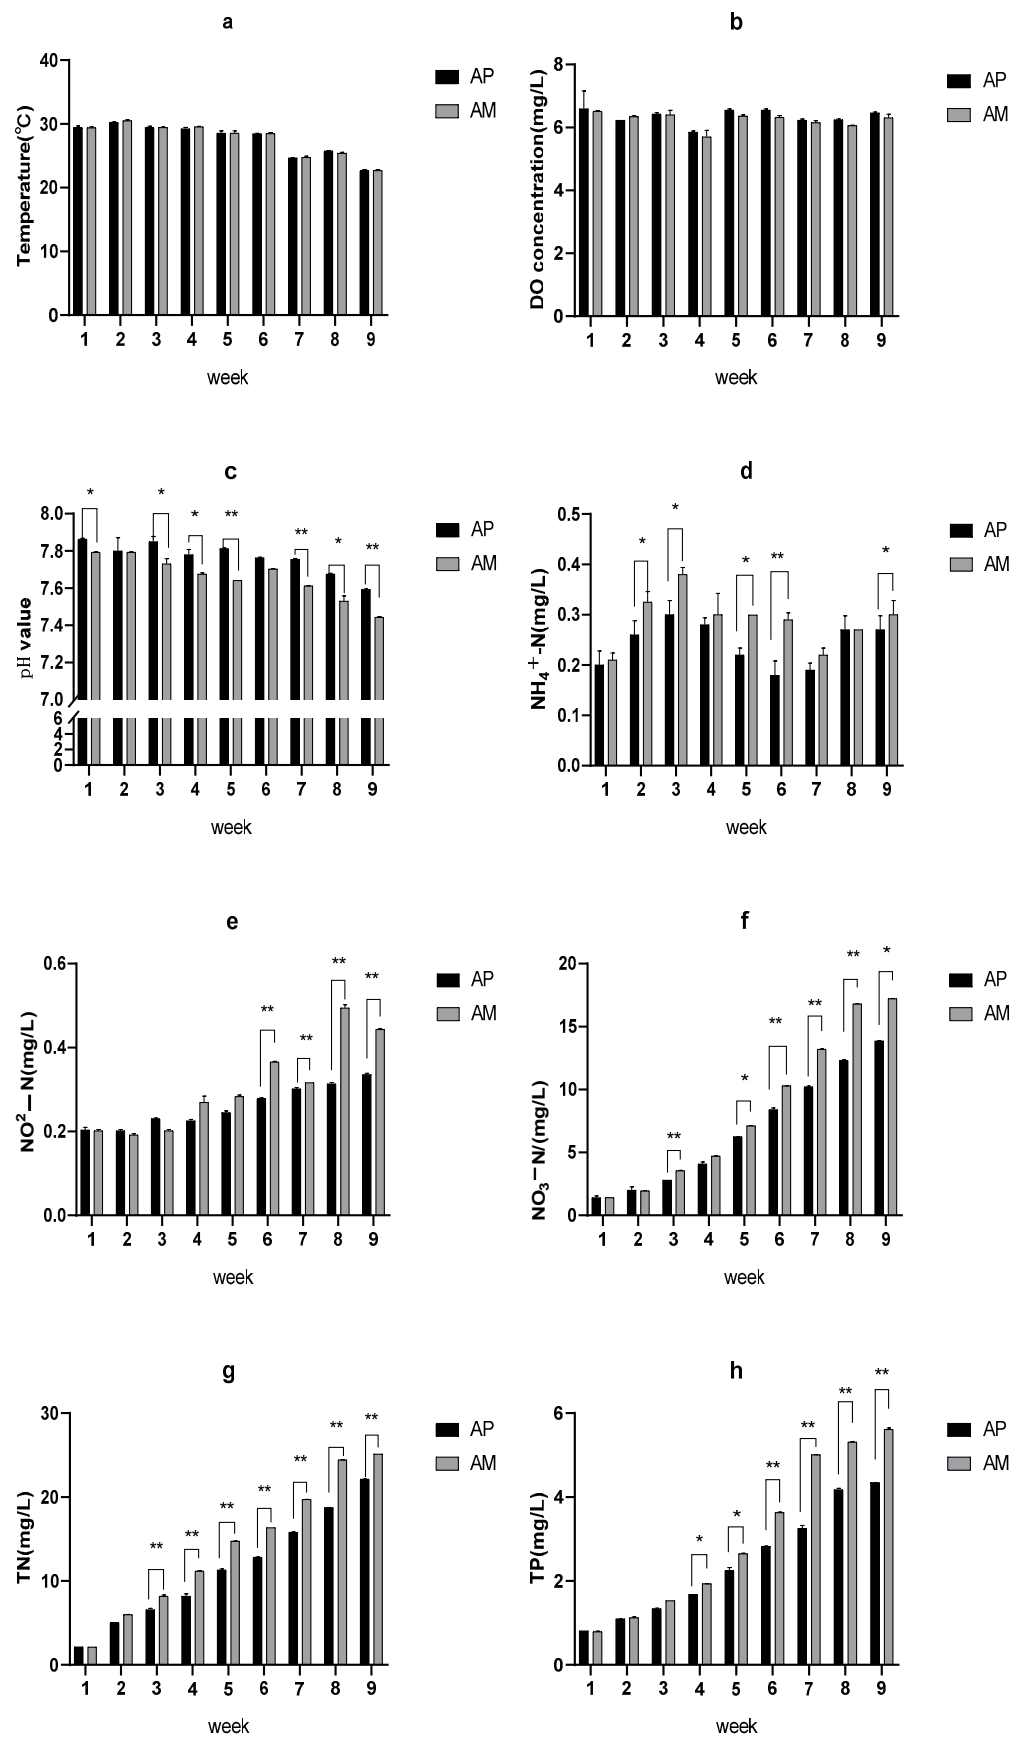 a
40
30
20
10
0
Temperature(℃)
1 2 3 4 5 6 7 8 9
week
AP
AM
b
8
6
4
2
0
DO concentration(mg/L)
1 2 3 4 5 6 7 8 9
week
AP
AM
c
* * * ** ** * **
8.0
7.8
7.6
7.4
7.2
7.0
6
4
2
0
pH value
1 2 3 4 5 6 7 8 9
week
AP
AM
d
* * * ** *
0.5
0.4
0.3
0.2
0.1
0.0
NH₄⁺-N(mg/L)
1 2 3 4 5 6 7 8 9
week
AP
AM
e
** ** ** **
0.6
0.4
0.2
0.0
NO²—N(mg/L)
1 2 3 4 5 6 7 8 9
week
AP
AM
f
** * ** ** ** *
20
15
10
5
0
NO₃—N/(mg/L)
1 2 3 4 5 6 7 8 9
week
AP
AM
g
** ** ** ** ** ** **
30
20
10
0
TN(mg/L)
1 2 3 4 5 6 7 8 9
week
AP
AM
h
* * ** ** ** **
6
4
2
0
TP(mg/L)
1 2 3 4 5 6 7 8 9
week
AP
AM